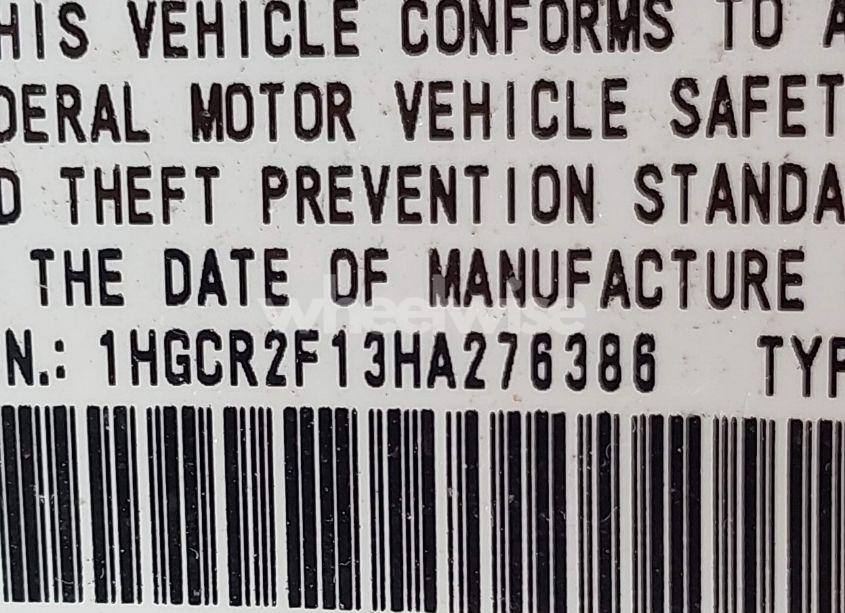 HIS VEHICLE CONFORMS TO A
DERAL MOTOR VEHICLE SAFET
D THEFT PREVENTION STANDA
THE DATE OF MANUFACTURE
wheelwise
N.: 1HGCR2F13HA276386 TYP